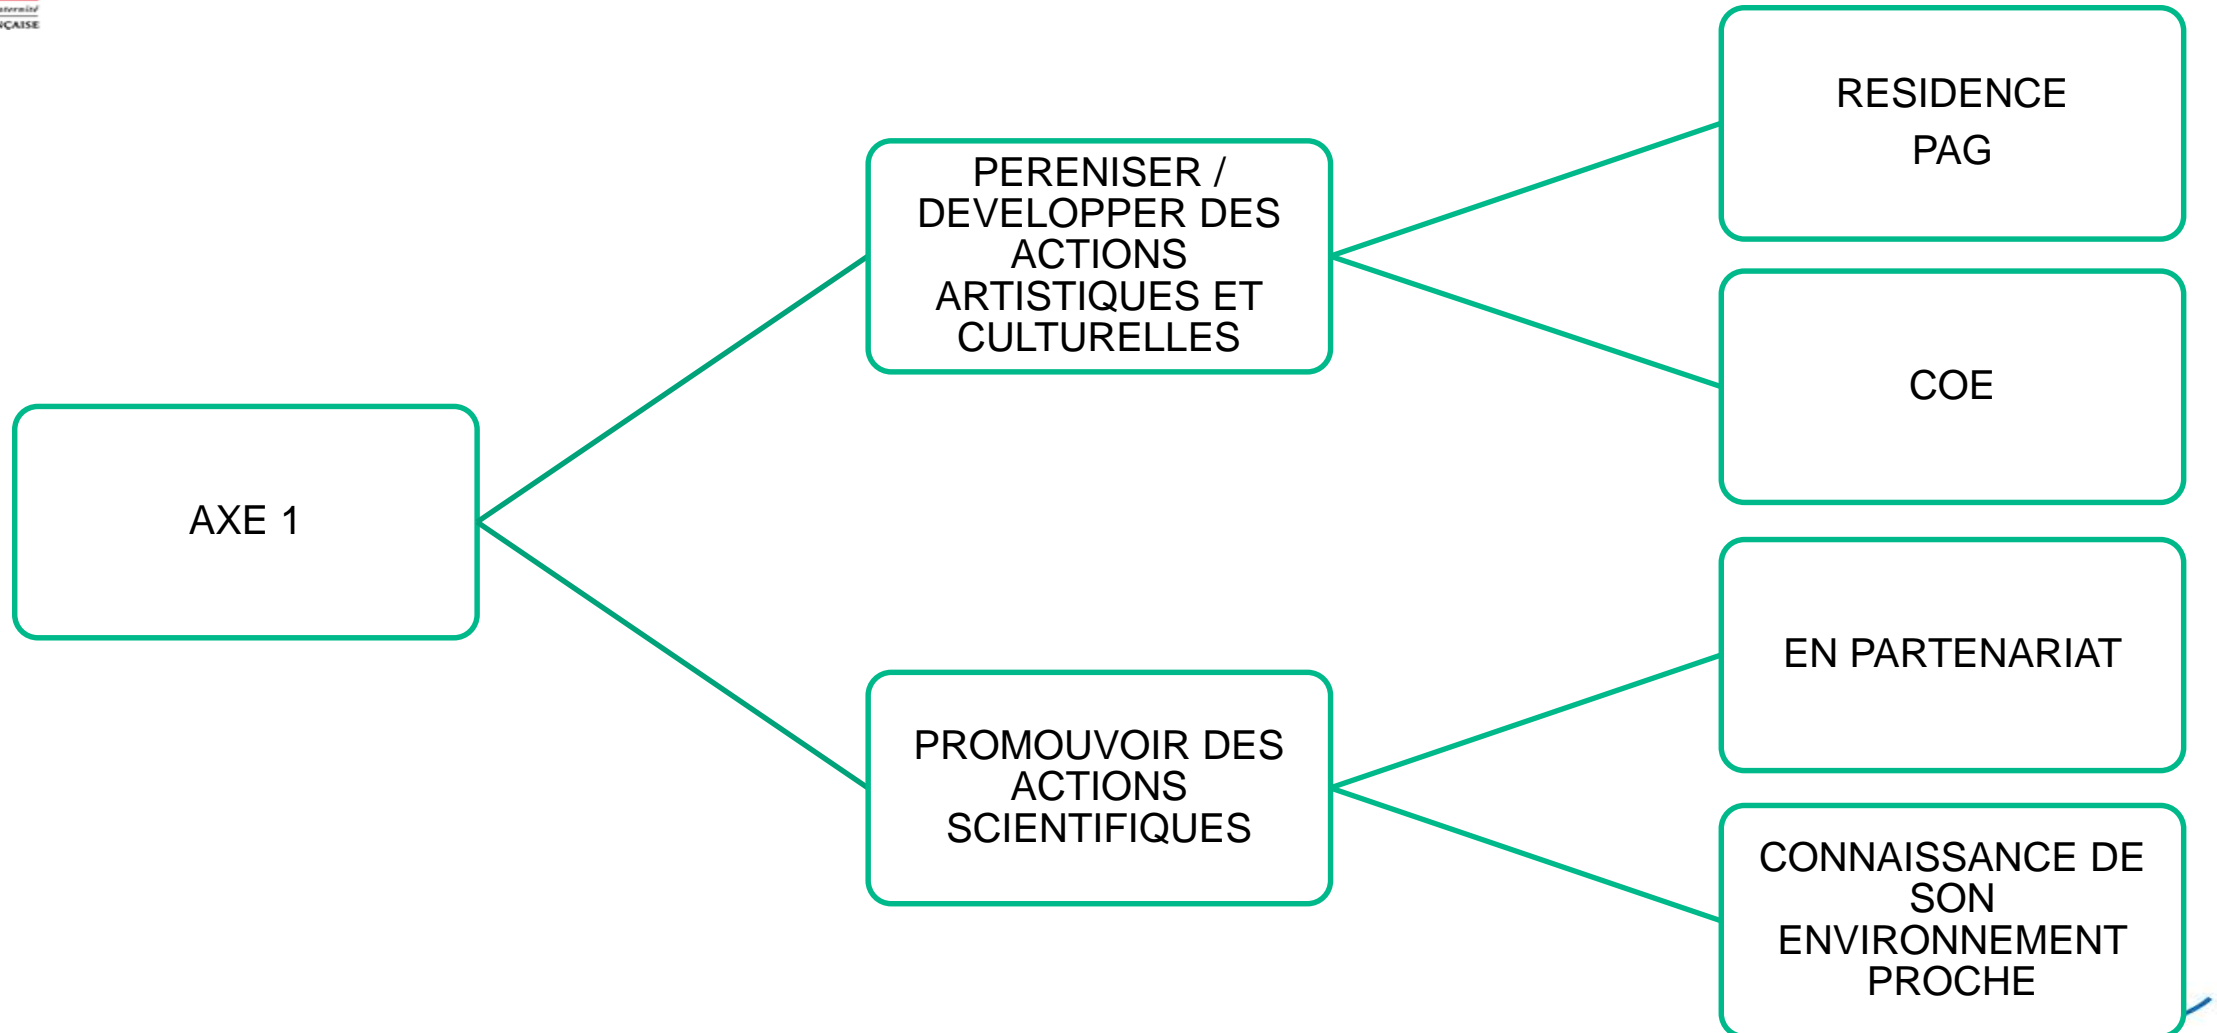 AXE 1
PERENISER /
DEVELOPPER DES
ACTIONS
ARTISTIQUES ET
CULTURELLES
RESIDENCE
PAG
COE
PROMOUVOIR DES
ACTIONS
SCIENTIFIQUES
EN PARTENARIAT
CONNAISSANCE DE
SON
ENVIRONNEMENT
PROCHE